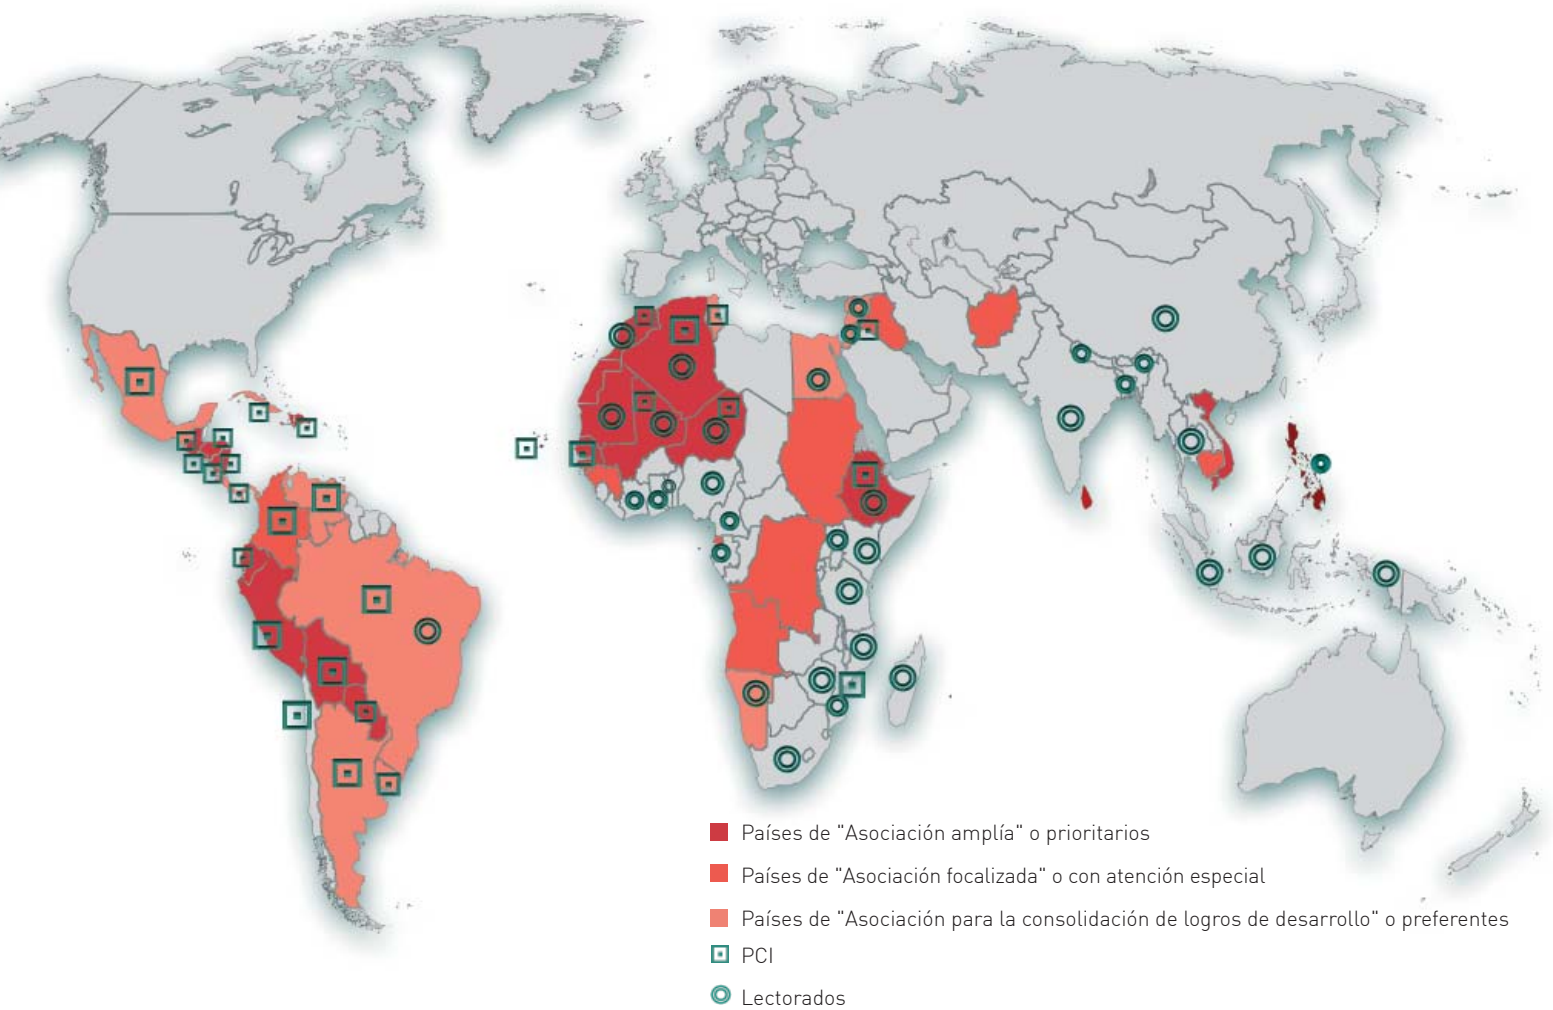 Países de "Asociación amplía" o prioritarios
Países de "Asociación focalizada" o con atención especial
Países de "Asociación para la consolidación de logros de desarrollo" o preferentes
PCI
Lectorados